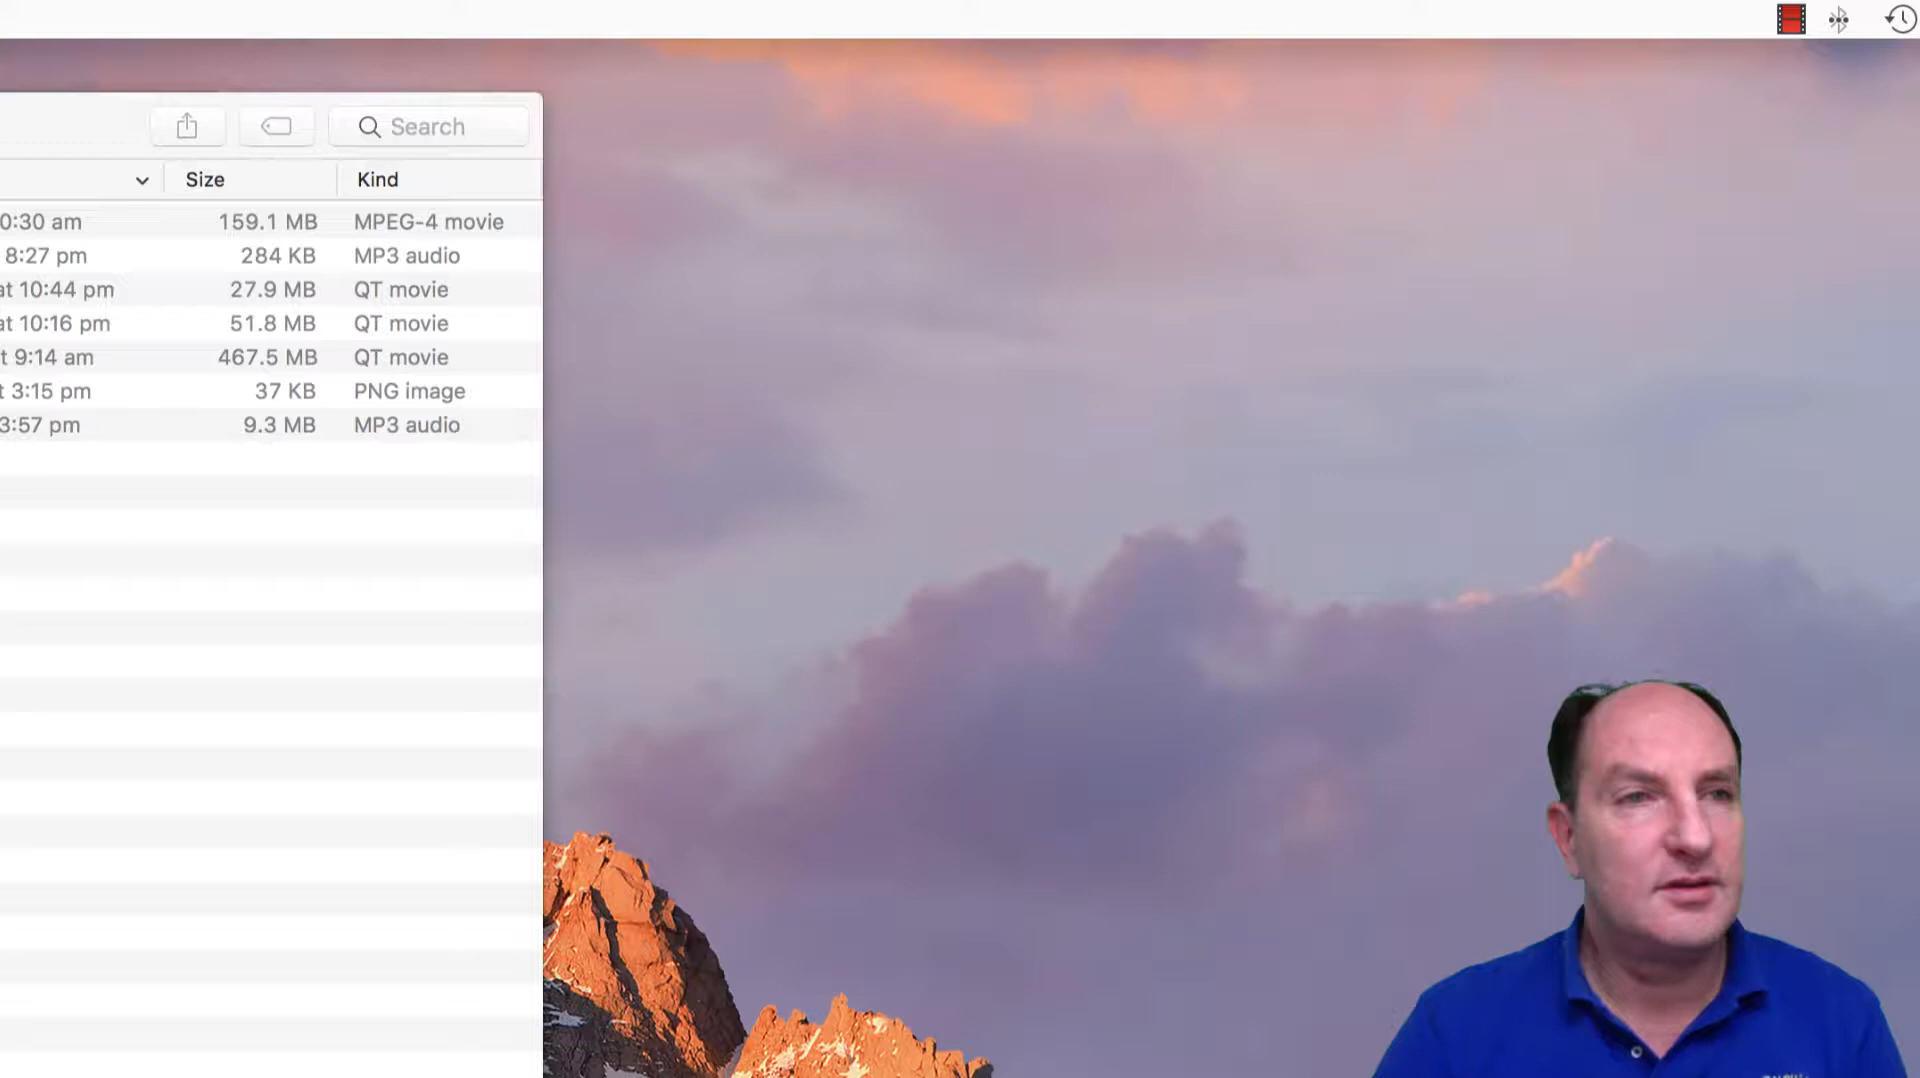 Search
Size Kind
0:30 am 159.1 MB MPEG-4 movie
8:27 pm 284 KB MP3 audio
at 10:44 pm 27.9 MB QT movie
at 10:16 pm 51.8 MB QT movie
t 9:14 am 467.5 MB QT movie
t 3:15 pm 37 KB PNG image
3:57 pm 9.3 MB MP3 audio